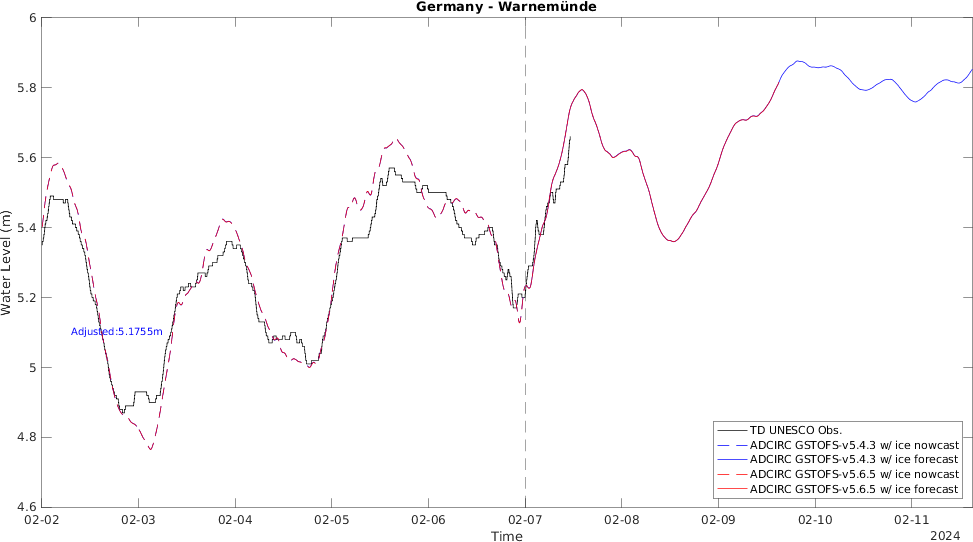 Germany - Warnemünde
6
5.8
5.6
5.4
5.2
5
4.8
4.6
Water Level (m)
Adjusted:5.1755m
TD UNESCO Obs.
ADCIRC GSTOFS-v5.4.3 w/ ice nowcast
ADCIRC GSTOFS-v5.4.3 w/ ice forecast
ADCIRC GSTOFS-v5.6.5 w/ ice nowcast
ADCIRC GSTOFS-v5.6.5 w/ ice forecast
02-02 02-03 02-04 02-05 02-06 02-07 02-08 02-09 02-10 02-11
Time
2024